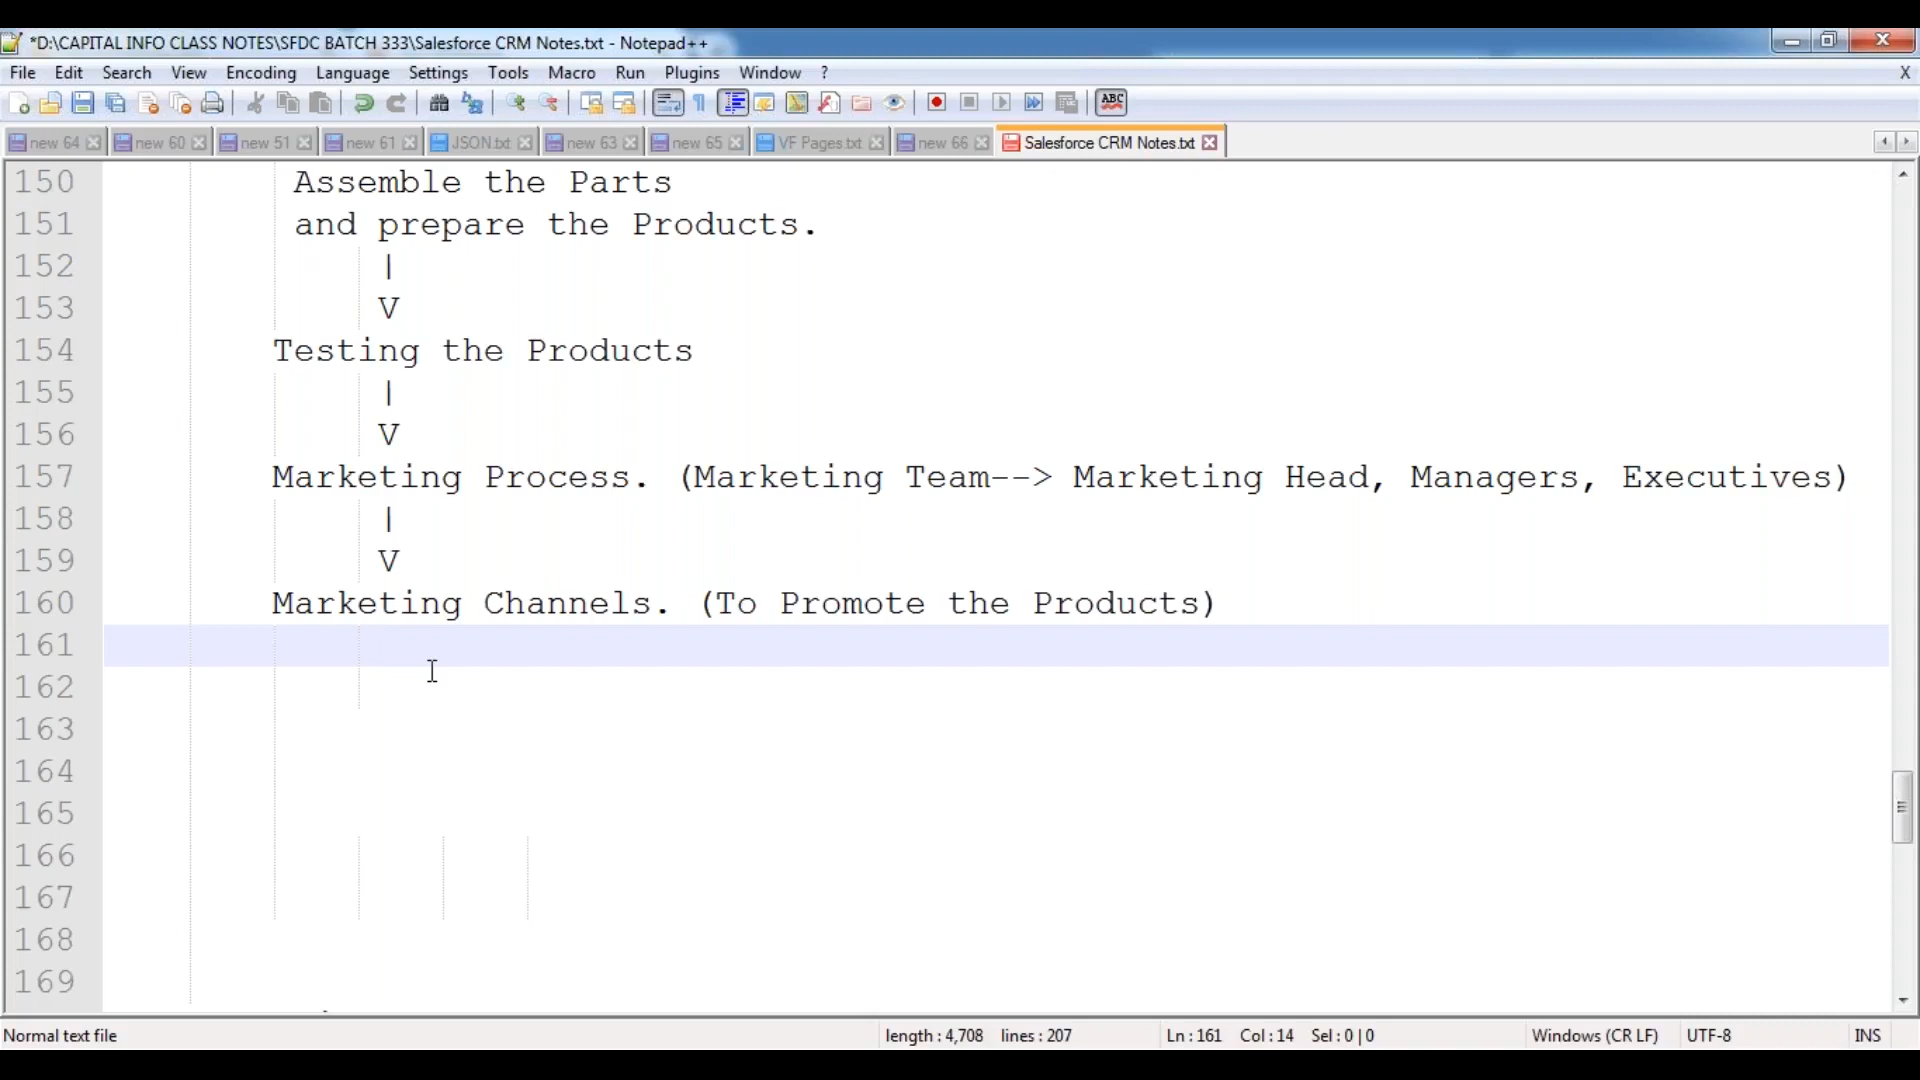 *D:\CAPITAL INFO CLASS NOTES\SFDC BATCH 333\Salesforce CRM Notes.txt - Notepad++
File Edit Search View Encoding Language Settings Tools Macro Run Plugins Window ? X
new 64 new 60 new 51 new 61 JSON.txt new 63 new 65 VF Pages.txt new 66 Salesforce CRM Notes.txt
150 Assemble the Parts
151 and prepare the Products.
152 |
153 V
154 Testing the Products
155 |
156 V
157 Marketing Process. (Marketing Team--> Marketing Head, Managers, Executives)
158 |
159 V
160 Marketing Channels. (To Promote the Products)
161
162
163
164
165
166
167
168
169
Normal text file length : 4,708 lines : 207 Ln : 161 Col : 14 Sel : 0 | 0 Windows (CR LF) UTF-8 INS